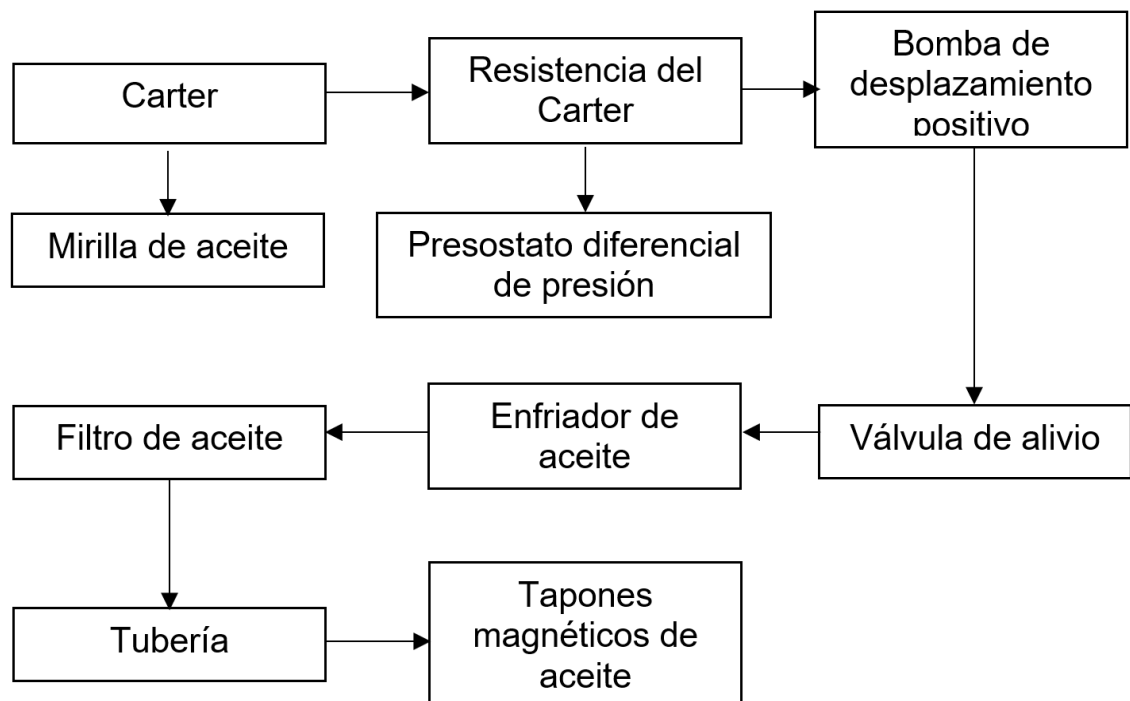 Carter
Resistencia del
Carter
Bomba de
desplazamiento
positivo
Mirilla de aceite
Presostato diferencial
de presión
Filtro de aceite
Enfriador de
aceite
Válvula de alivio
Tubería
Tapones
magnéticos de
aceite